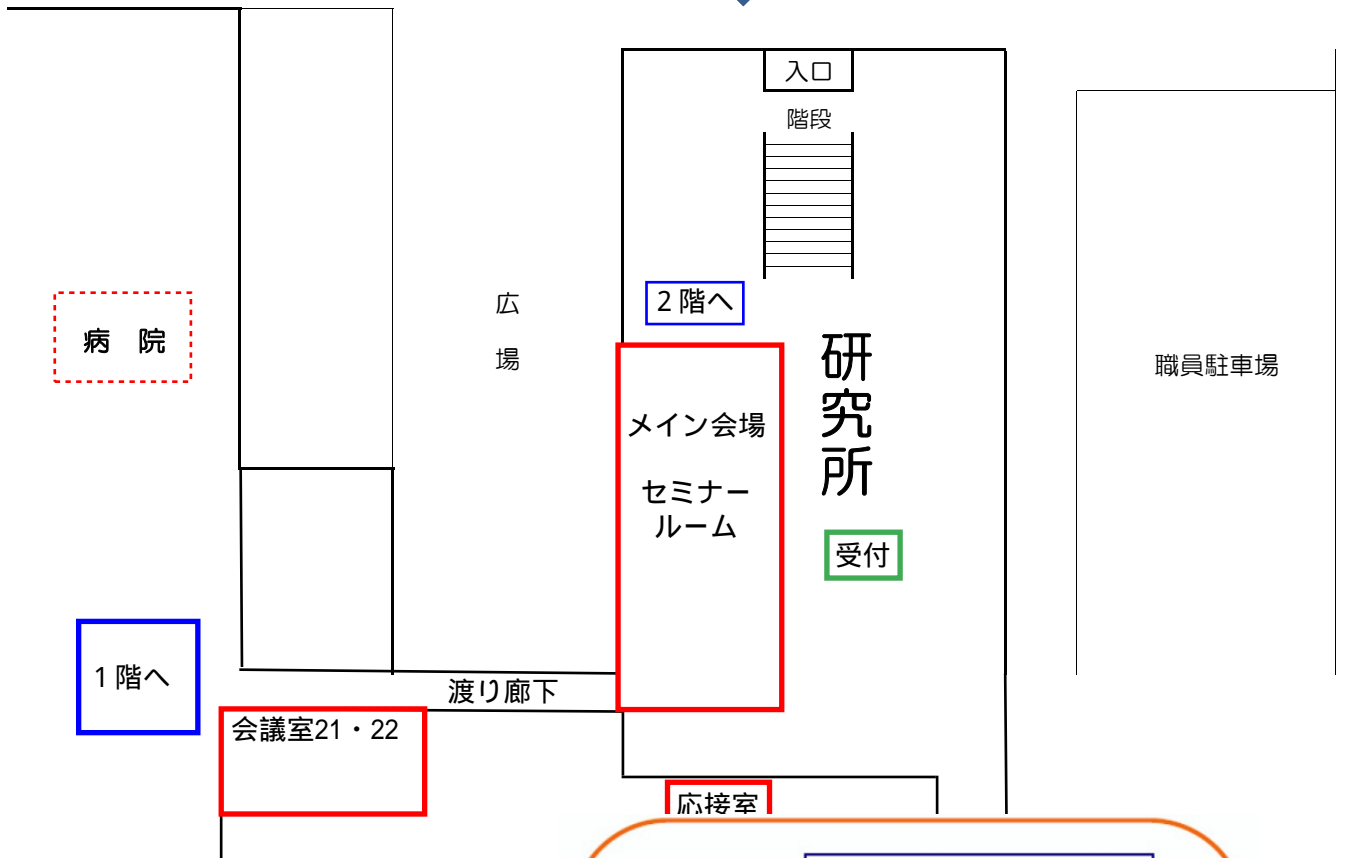 入口
階段
2階へ
広
場
病 院
研
究
所
職員駐車場
メイン会場
セミナー
ルーム
受付
1階へ
渡り廊下
会議室21・22
応接室